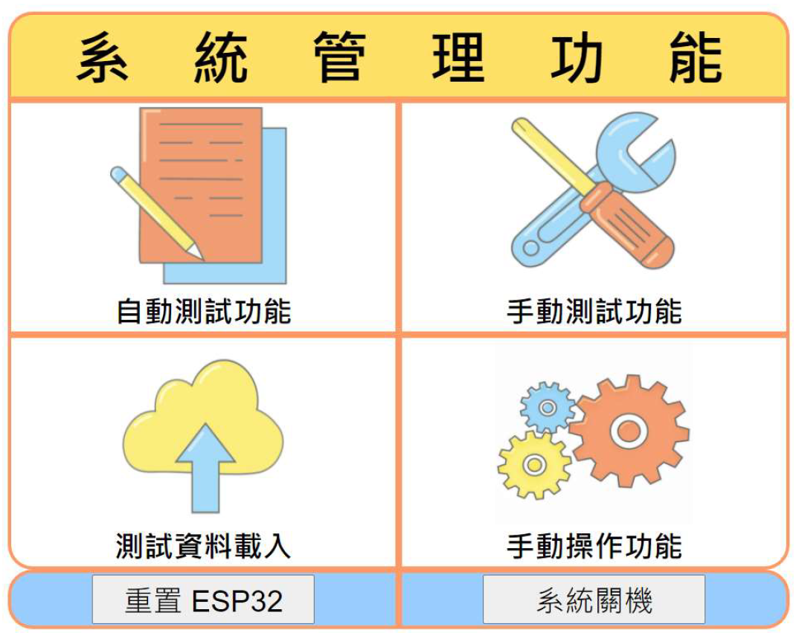 系統管理功能
自動測試功能
手動測試功能
測試資料載入
手動操作功能
重置 ESP32
系統關機